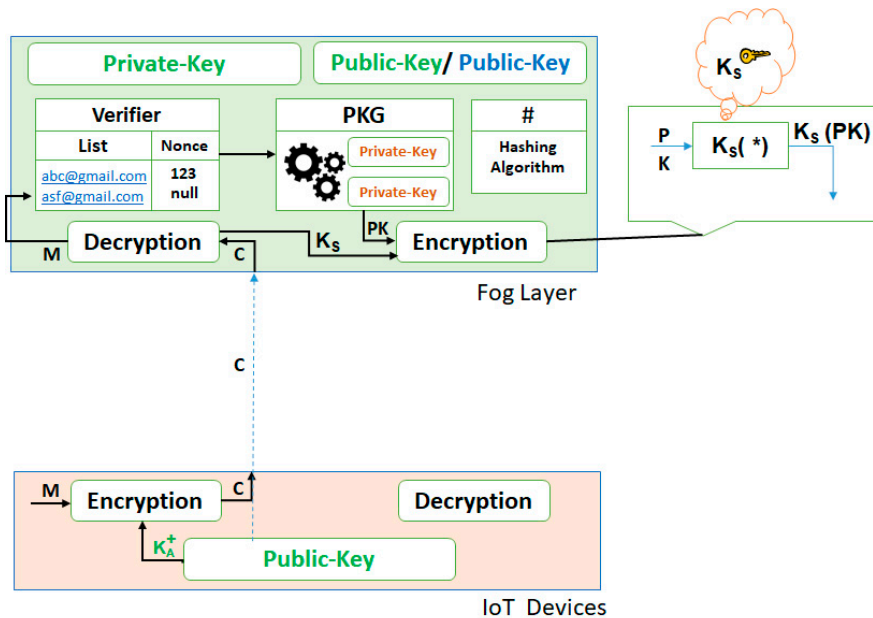 Private-Key
Public-Key/ Public-Key
Verifier
List
Nonce
abc@gmail.com
asf@gmail.com
123
null
PKG
Private-Key
Private-Key
#
Hashing
Algorithm
M
Decryption
C
Ks
PK
Encryption
Fog Layer
Ks
P
K
Ks( *)
Ks (PK)
C
M
Encryption
C
Decryption
K+A
Public-Key
IoT Devices